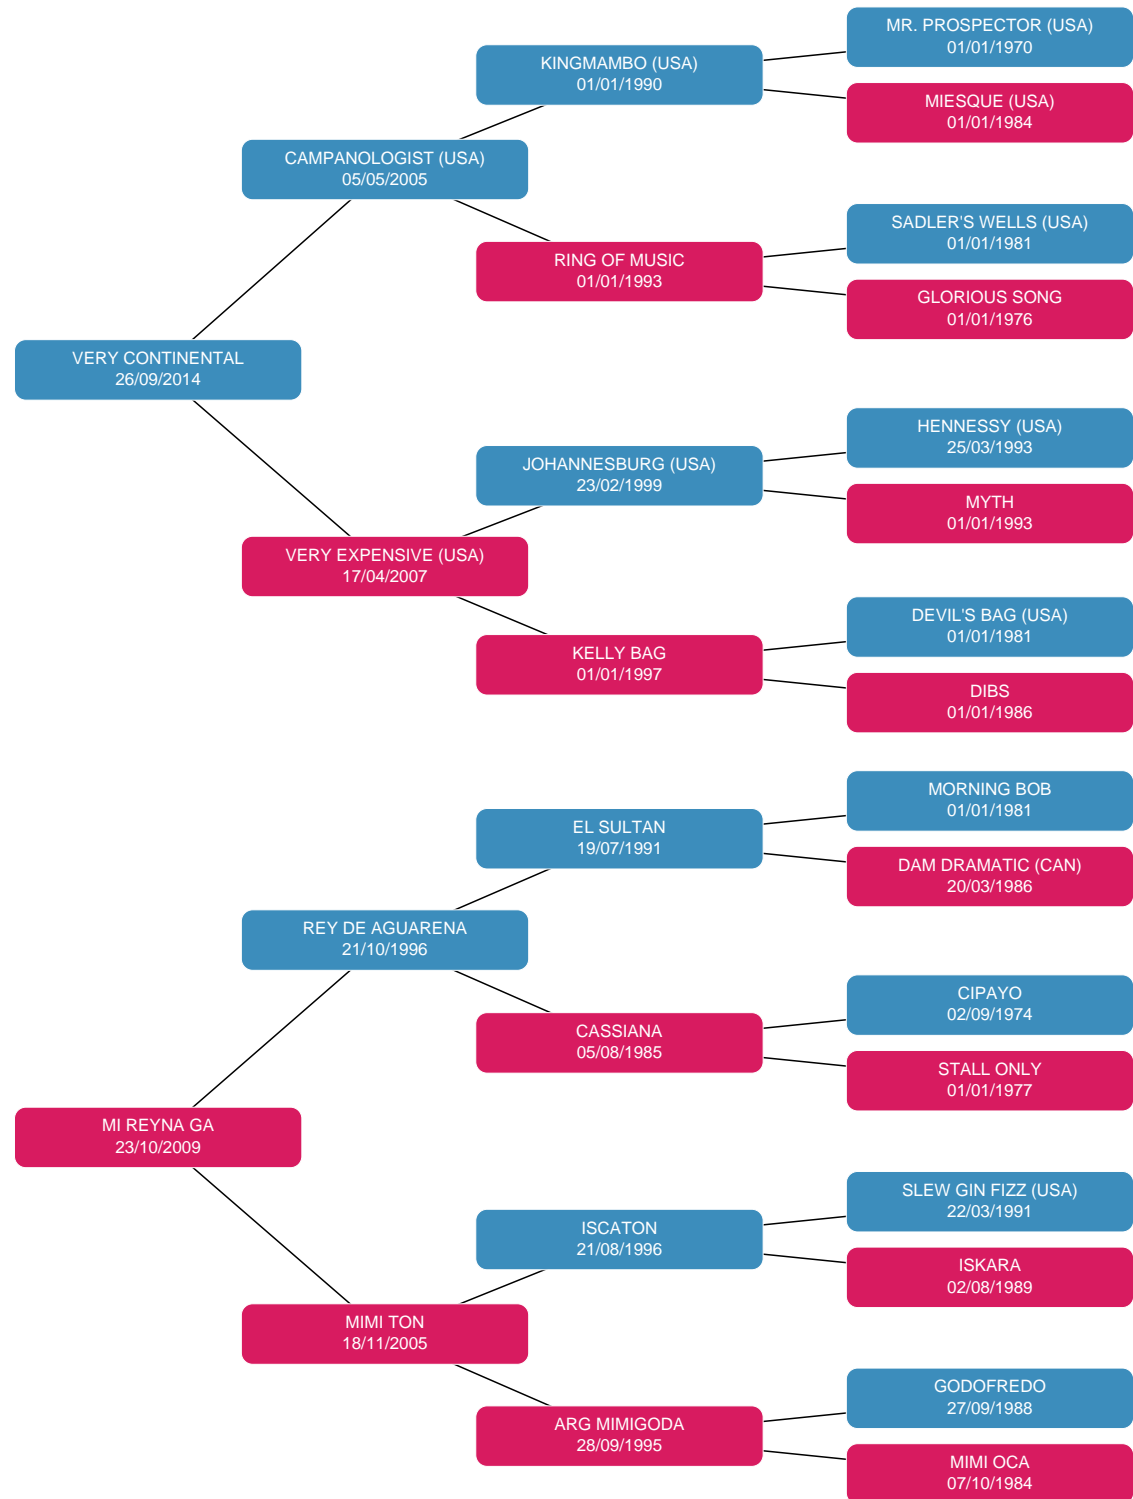 MR. PROSPECTOR (USA)
01/01/1970
KINGMAMBO (USA)
01/01/1990
MIESQUE (USA)
01/01/1984
CAMPANOLOGIST (USA)
05/05/2005
SADLER'S WELLS (USA)
01/01/1981
RING OF MUSIC
01/01/1993
GLORIOUS SONG
01/01/1976
VERY CONTINENTAL
26/09/2014
HENNESSY (USA)
25/03/1993
JOHANNESBURG (USA)
23/02/1999
MYTH
01/01/1993
VERY EXPENSIVE (USA)
17/04/2007
DEVIL'S BAG (USA)
01/01/1981
KELLY BAG
01/01/1997
DIBS
01/01/1986
MORNING BOB
01/01/1981
EL SULTAN
19/07/1991
DAM DRAMATIC (CAN)
20/03/1986
REY DE AGUARENA
21/10/1996
CIPAYO
02/09/1974
CASSIANA
05/08/1985
STALL ONLY
01/01/1977
MI REYNA GA
23/10/2009
SLEW GIN FIZZ (USA)
22/03/1991
ISCATON
21/08/1996
ISKARA
02/08/1989
MIMI TON
18/11/2005
GODOFREDO
27/09/1988
ARG MIMIGODA
28/09/1995
MIMI OCA
07/10/1984